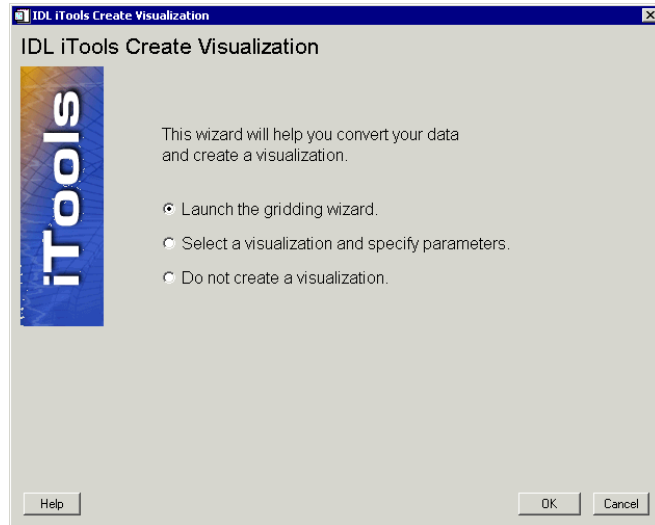 IDL iTools Create Visualization
IDL iTools Create Visualization
iTools
This wizard will help you convert your data
and create a visualization.
Launch the gridding wizard.
Select a visualization and specify parameters.
Do not create a visualization.
Help
OK
Cancel